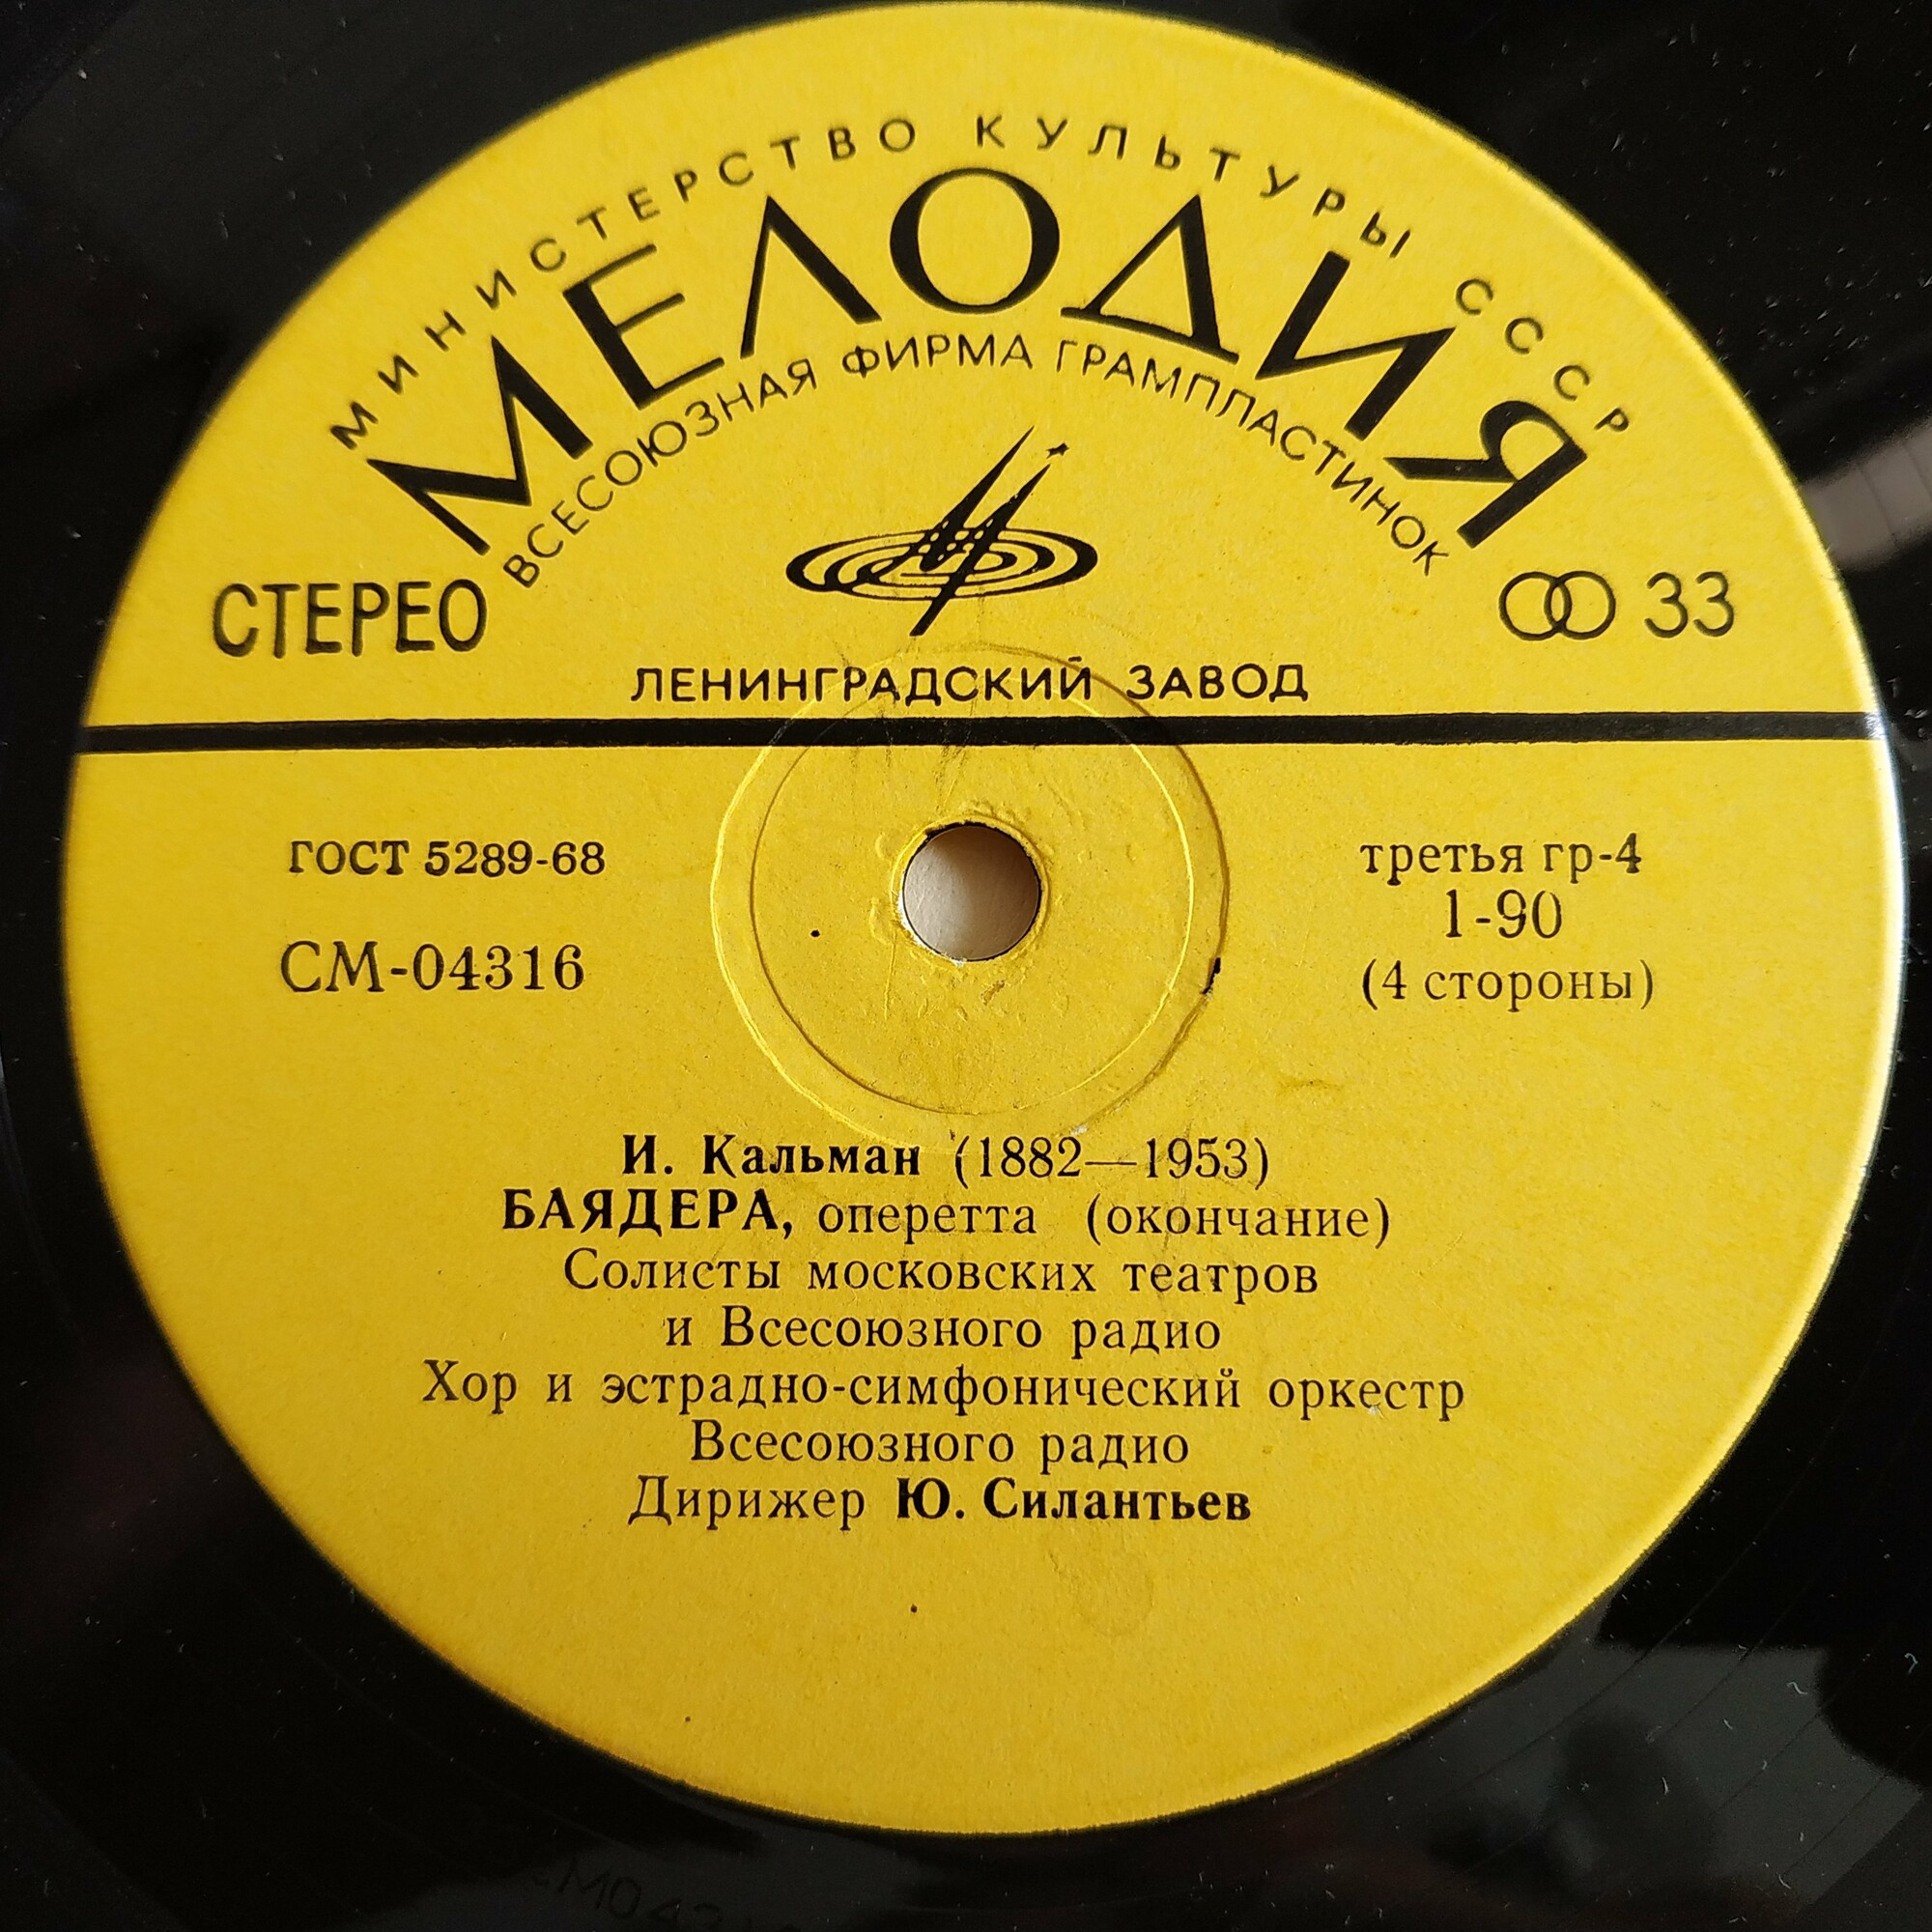 МИНИСТЕРСТВО КУЛЬТУРЫ СССР
МЕЛОДИЯ
ВСЕСОЮЗНАЯ ФИРМА ГРАМПЛАСТИНОК
СТЕРЕО
33
ЛЕНИНГРАДСКИЙ ЗАВОД
ГОСТ 5289-68
третья гр-4
1-90
СМ-04316
(4 стороны)
И. Кальман (1882—1953)
БАЯДЕРА, оперетта (окончание)
Солисты московских театров
и Всесоюзного радио
Хор и эстрадно-симфонический оркестр
Всесоюзного радио
Дирижер Ю. Силантьев